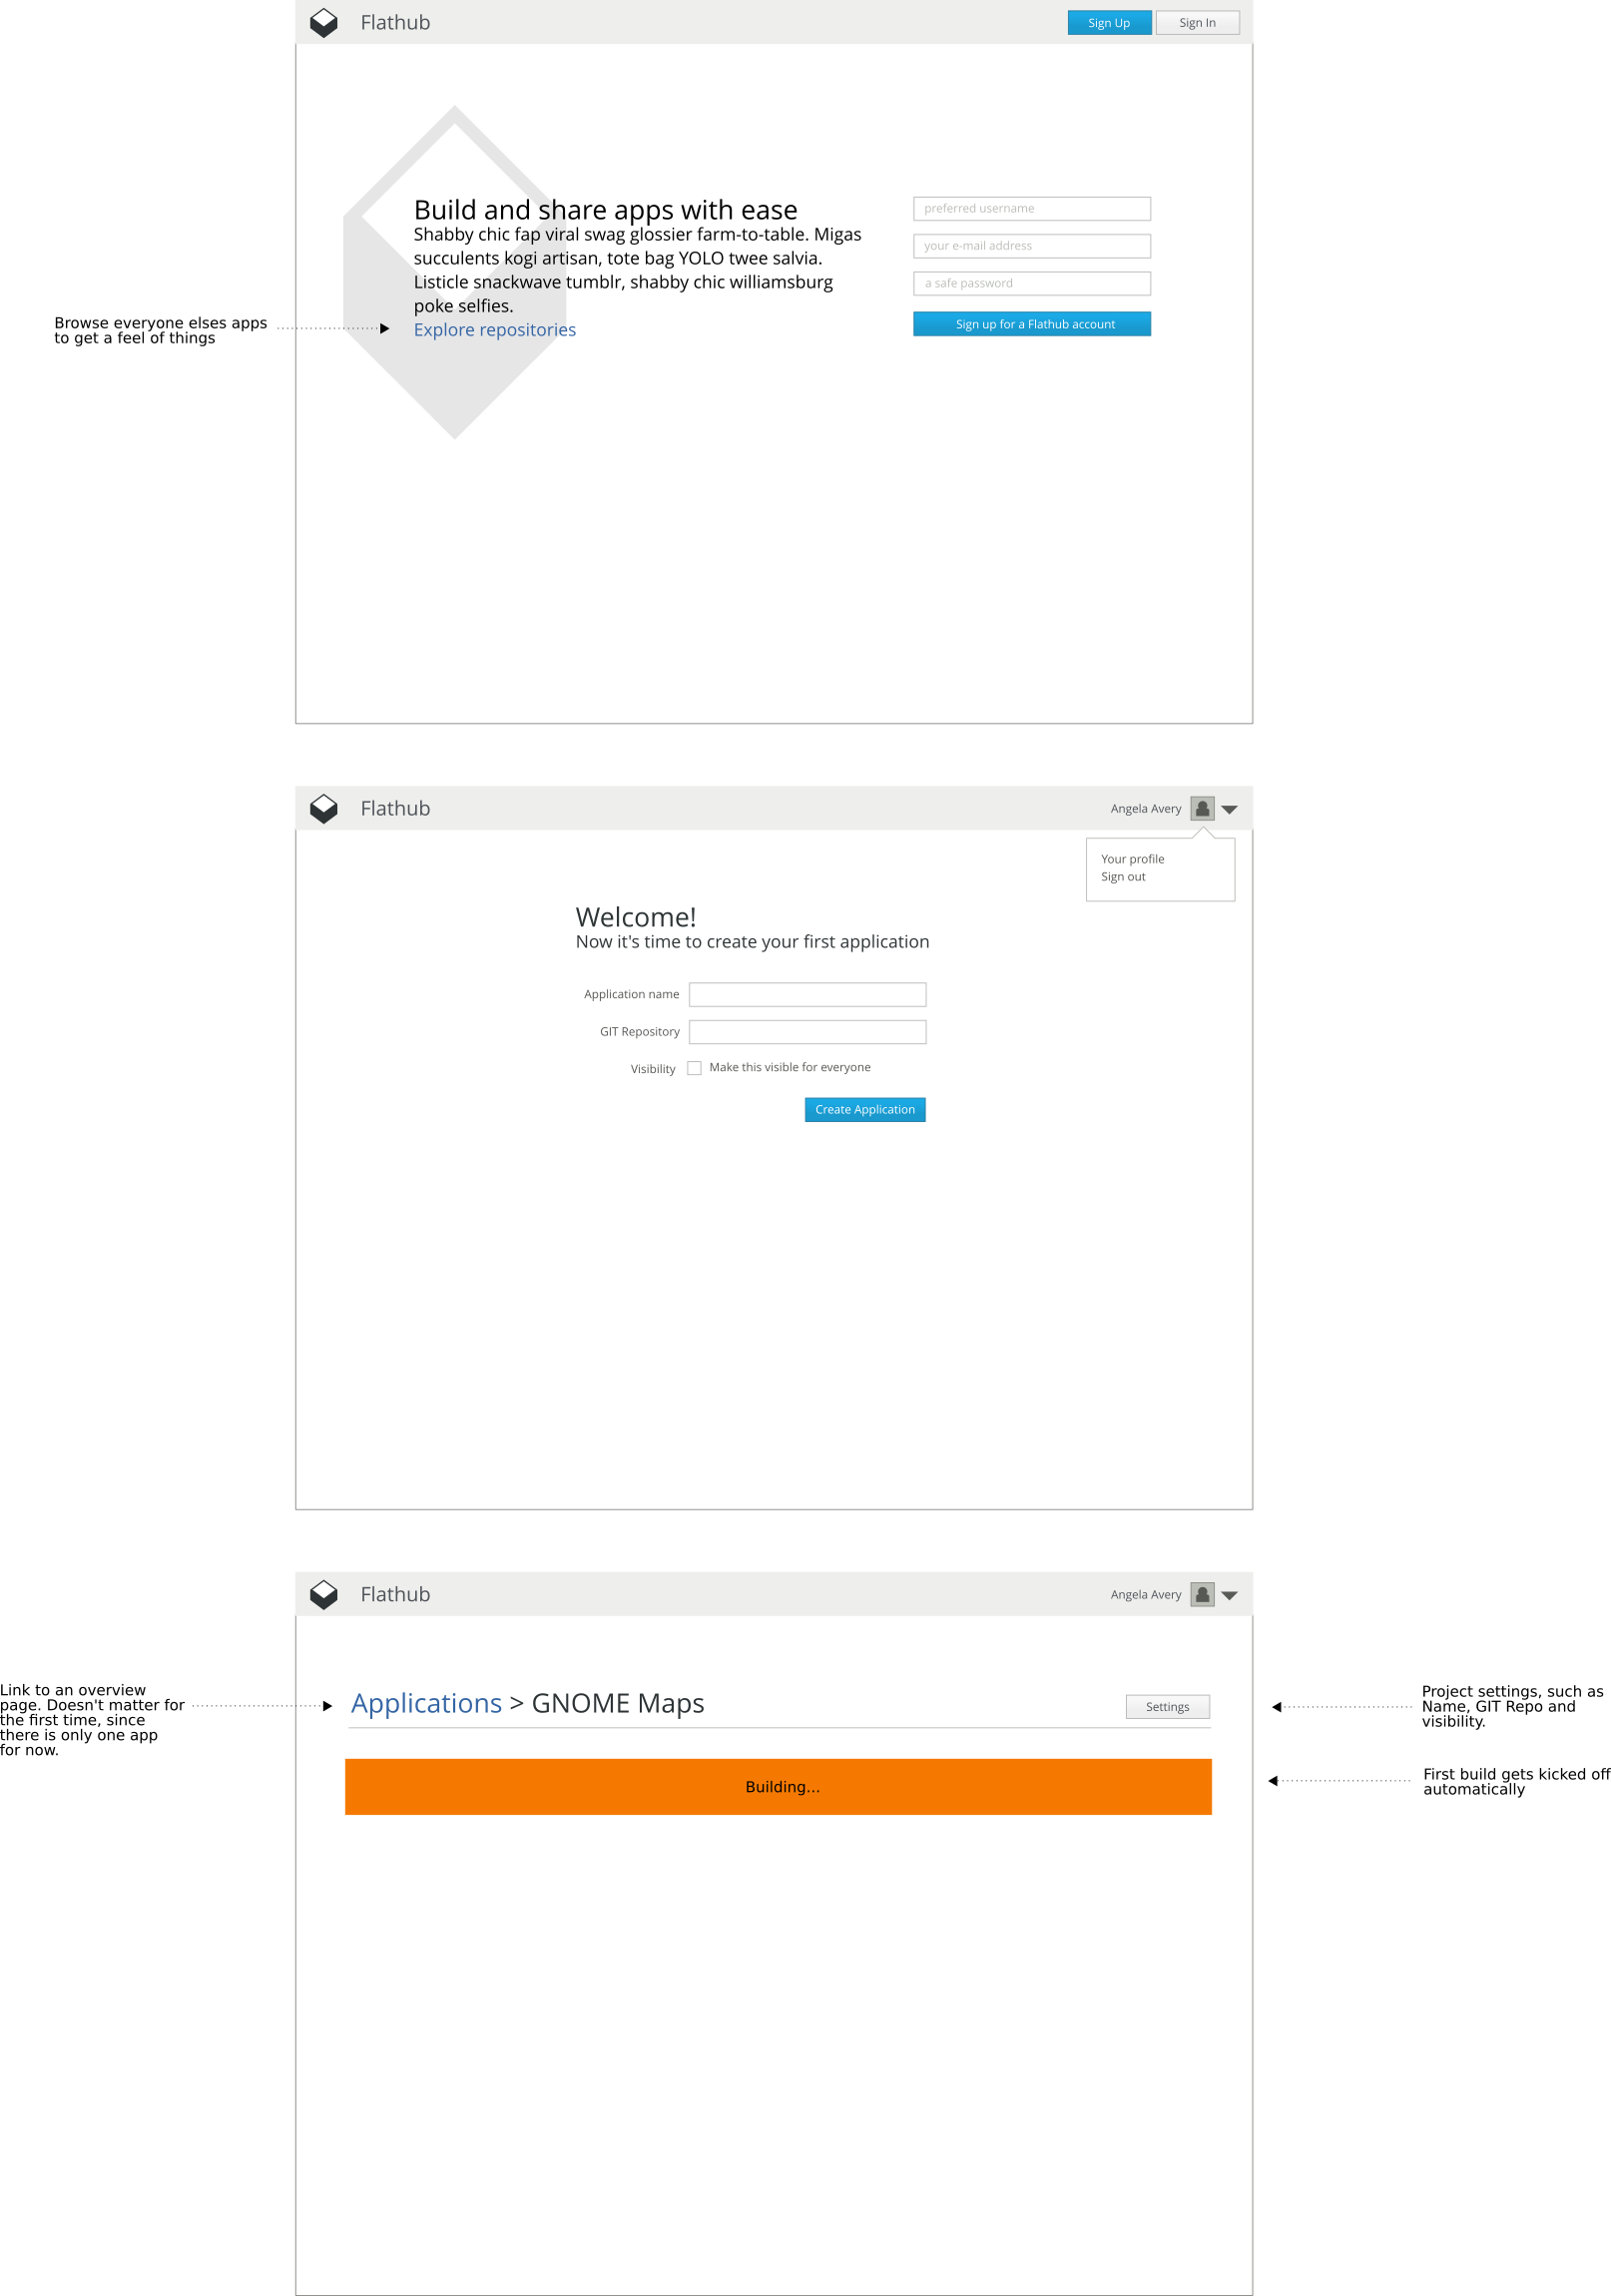 Flathub
Sign Up
Sign In
Build and share apps with ease
Shabby chic fap viral swag glossier farm-to-table. Migas
succulents kogi artisan, tote bag YOLO twee salvia.
Listicle snackwave tumblr, shabby chic williamsburg
poke selfies.
Explore repositories
preferred username
your e-mail address
a safe password
Sign up for a Flathub account
Browse everyone elses apps
to get a feel of things
Flathub
Angela Avery
Your profile
Sign out
Welcome!
Now it's time to create your first application
Application name
GIT Repository
Visibility
Make this visible for everyone
Create Application
Flathub
Angela Avery
Link to an overview
page. Doesn't matter for
the first time, since
there is only one app
for now.
Applications > GNOME Maps
Settings
Project settings, such as
Name, GIT Repo and
visibility.
Building...
First build gets kicked off
automatically